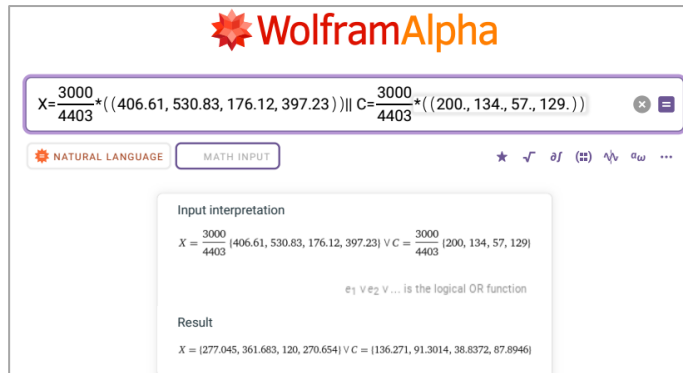 WolframAlpha
X=3000/4403*((406.61, 530.83, 176.12, 397.23))|| C=3000/4403*((200., 134., 57., 129.))
NATURAL LANGUAGE MATH INPUT √ ∂∫ αω ...
Input interpretation
X = 3000/4403 {406.61, 530.83, 176.12, 397.23} ∨ C = 3000/4403 {200, 134, 57, 129}
e₁ ∨ e₂ ∨ ... is the logical OR function
Result
X = {277.045, 361.683, 120, 270.654} ∨ C = {136.271, 91.3014, 38.8372, 87.8946}